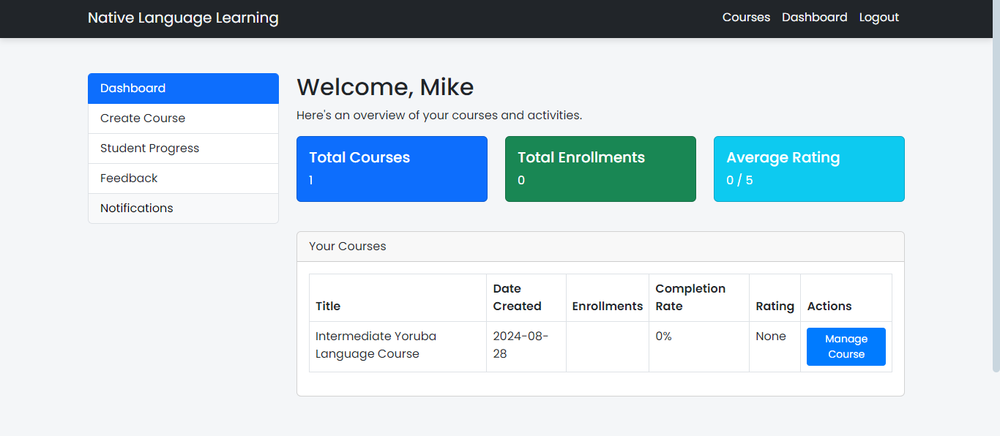 Native Language Learning
Courses Dashboard Logout
Dashboard
Create Course
Student Progress
Feedback
Notifications
Welcome, Mike
Here's an overview of your courses and activities.
Total Courses
1
Total Enrollments
0
Average Rating
0 / 5
Your Courses
Title
Date
Created
Enrollments
Completion
Rate
Rating
Actions
Intermediate Yoruba
Language Course
2024-08-
28
0%
None
Manage
Course